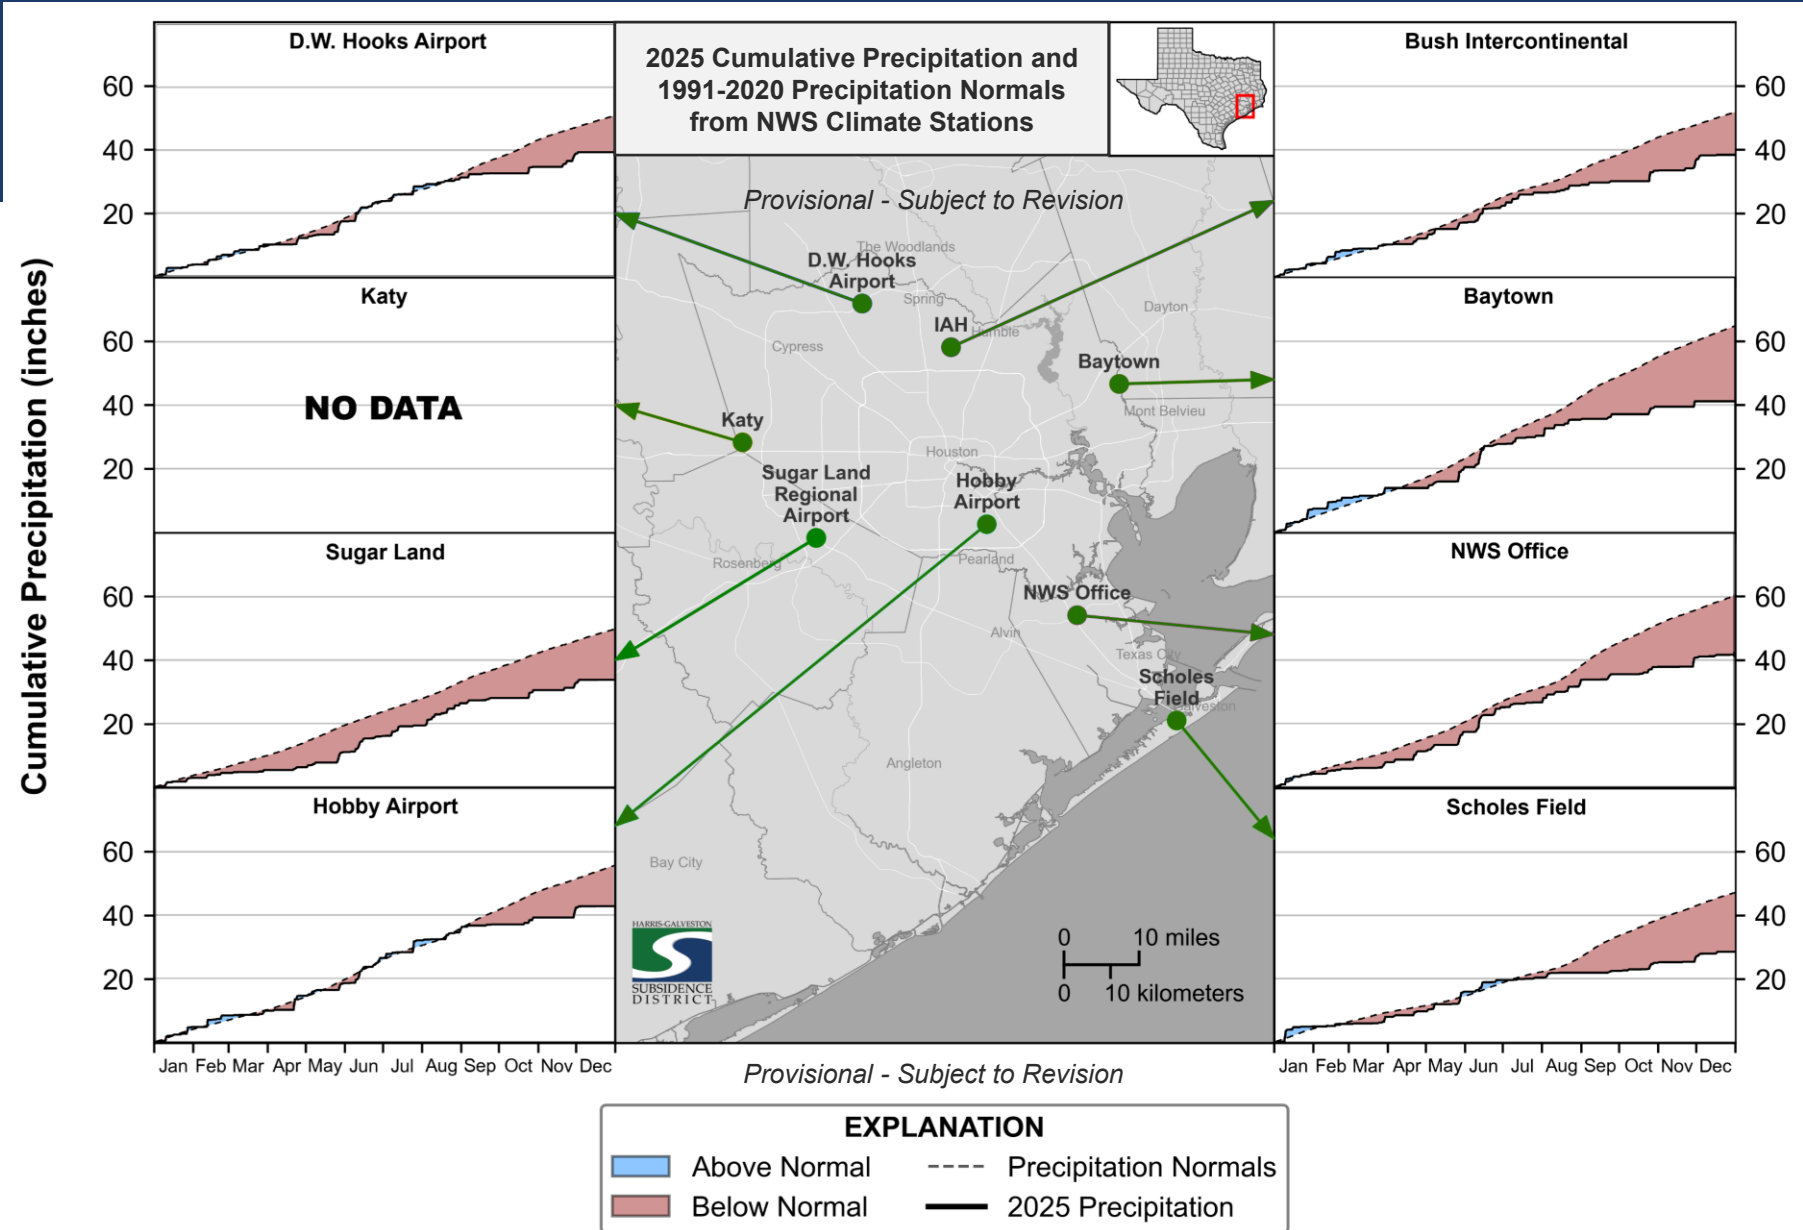 2025 Cumulative Precipitation and
1991-2020 Precipitation Normals
from NWS Climate Stations
Cumulative Precipitation (inches)
D.W. Hooks Airport
60
40
20
Katy
60
40
20
NO DATA
Sugar Land
60
40
20
Hobby Airport
60
40
20
Jan Feb Mar Apr May Jun Jul Aug Sep Oct Nov Dec
Provisional - Subject to Revision
The Woodlands
D.W. Hooks
Airport
Spring
IAH
Humble
Dayton
Cypress
Baytown
Mont Belvieu
Katy
Houston
Sugar Land
Regional
Airport
Hobby
Airport
Rosenberg
Pearland
NWS Office
Alvin
Texas City
Scholes
Field
Galveston
Angleton
Bay City
HARRIS-GALVESTON
SUBSIDENCE
DISTRICT
0 10 miles
0 10 kilometers
Provisional - Subject to Revision
Bush Intercontinental
60
40
20
Baytown
60
40
20
NWS Office
60
40
20
Scholes Field
60
40
20
Jan Feb Mar Apr May Jun Jul Aug Sep Oct Nov Dec
EXPLANATION
Above Normal
Precipitation Normals
Below Normal
2025 Precipitation